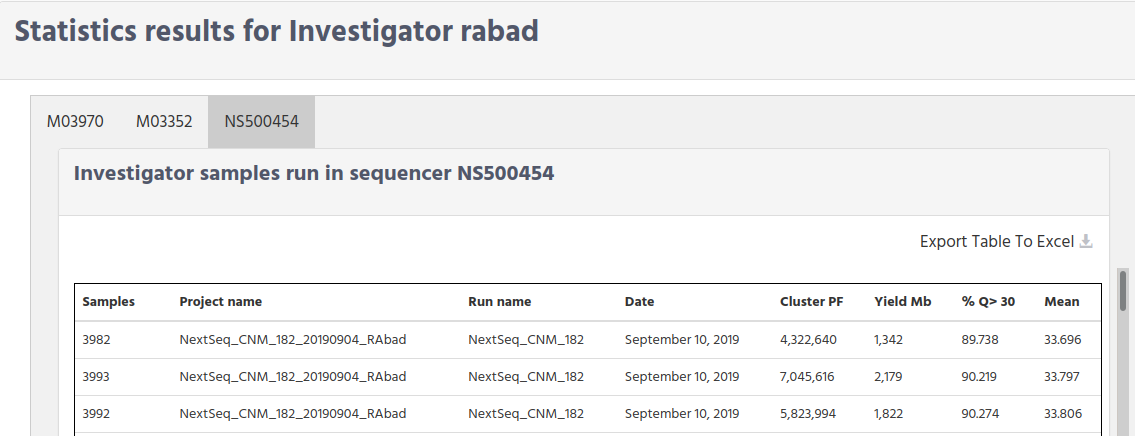 Statistics results for Investigator rabad
M03970 M03352 NS500454
Investigator samples run in sequencer NS500454
Export Table To Excel
Samples Project name Run name Date Cluster PF Yield Mb % Q> 30 Mean
3982 NextSeq_CNM_182_20190904_RAbad NextSeq_CNM_182 September 10, 2019 4,322,640 1,342 89.738 33.696
3993 NextSeq_CNM_182_20190904_RAbad NextSeq_CNM_182 September 10, 2019 7,045,616 2,179 90.219 33.797
3992 NextSeq_CNM_182_20190904_RAbad NextSeq_CNM_182 September 10, 2019 5,823,994 1,822 90.274 33.806